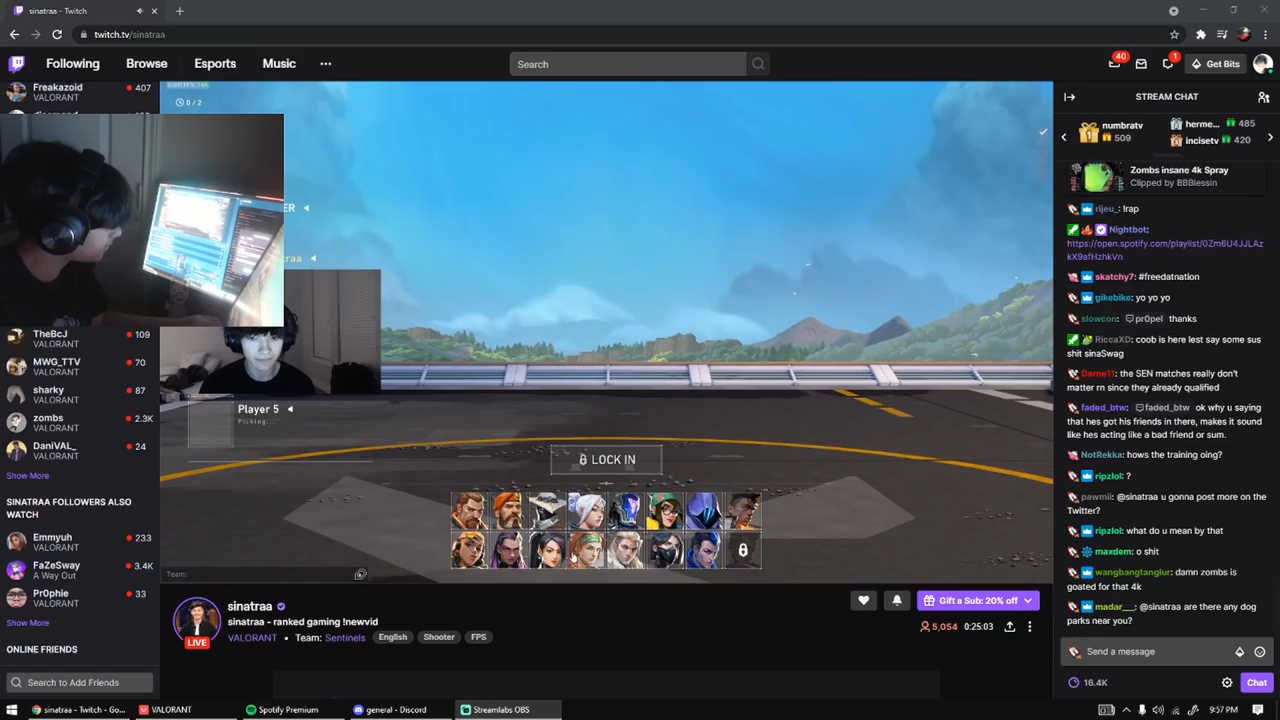 sinatraa - Twitch
twitch.tv/sinatraa
Following
Browse
Esports
Music
Search
40
1
Get Bits
Freakazoid
VALORANT
407
TheBcJ
VALORANT
109
MWG_TTV
VALORANT
70
sharky
VALORANT
87
zombs
VALORANT
2.3K
DaniVAL_
VALORANT
24
Show More
SINATRAA FOLLOWERS ALSO
WATCH
Emmyuh
VALORANT
233
FaZeSway
A Way Out
3.4K
Pr0phie
VALORANT
33
Show More
ONLINE FRIENDS
Search to Add Friends
0 / 2
ER
raa
Player 5
Picking...
LOCK IN
Team:
sinatraa
LIVE
sinatraa - ranked gaming !newvid
VALORANT • Team: Sentinels
English
Shooter
FPS
Gift a Sub: 20% off
5,054
0:25:03
STREAM CHAT
numbratv
509
1
herme...
485
incisetv
420
Zombs insane 4k Spray
Clipped by BBBlessin
rijeu_: !rap
Nightbot:
https://open.spotify.com/playlist/0Zm6U4JJLAz
kX9afHzhkVn
skatchy7: #freedatnation
gikebike: yo yo yo
slowcon: pr0pel thanks
RiccaXD: coob is here lest say some sus
shit sinaSwag
Darne11: the SEN matches really don't
matter rn since they already qualified
faded_btw: faded_btw ok why u saying
that hes got his friends in there, makes it sound
like hes acting like a bad friend or sum.
NotRekka: hows the training oing?
ripzlol: ?
pawmii: @sinatraa u gonna post more on the
Twitter?
ripzlol: what do u mean by that
maxdem: o shit
wangbangtanglur: damn zombs is
goated for that 4k
madar___: @sinatraa are there any dog
parks near you?
Send a message
16.4K
Chat
sinatraa - Twitch - Go...
VALORANT
Spotify Premium
general - Discord
Streamlabs OBS
9:57 PM